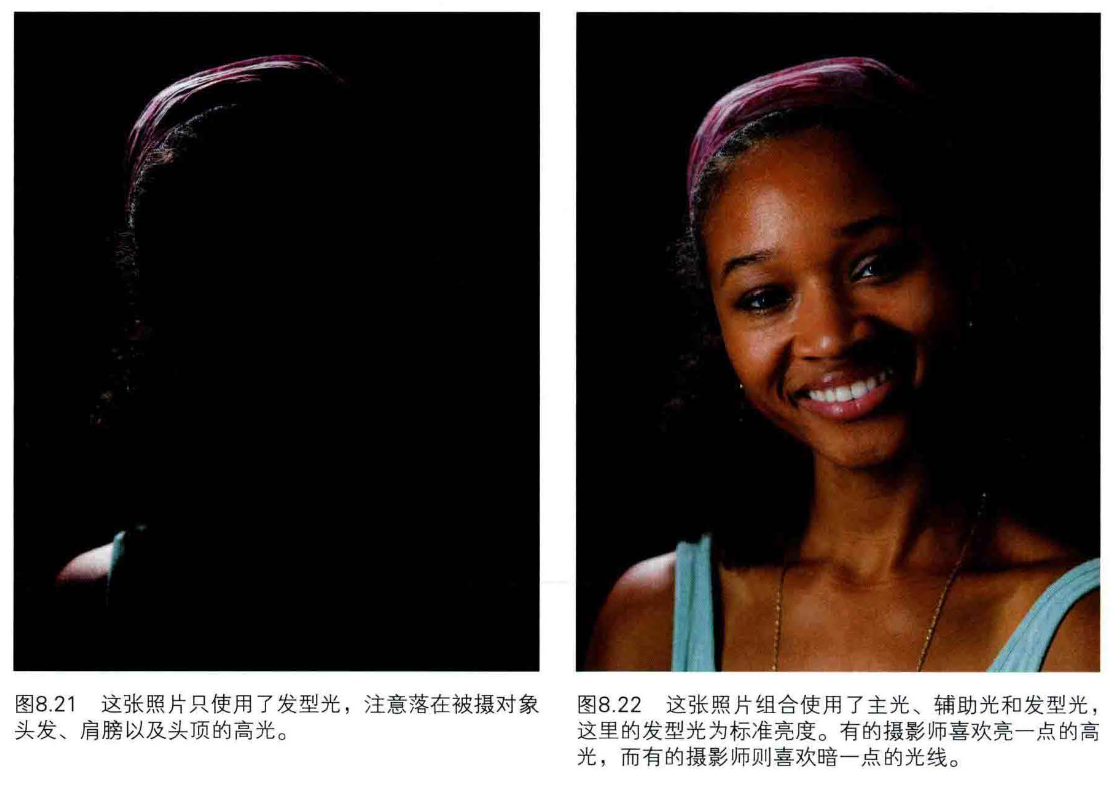 图8.21 这张照片只使用了发型光，注意落在被摄对象
头发、肩膀以及头顶的高光。
图8.22 这张照片组合使用了主光、辅助光和发型光，
这里的发型光为标准亮度。有的摄影师喜欢亮一点的高
光，而有的摄影师则喜欢暗一点的光线。